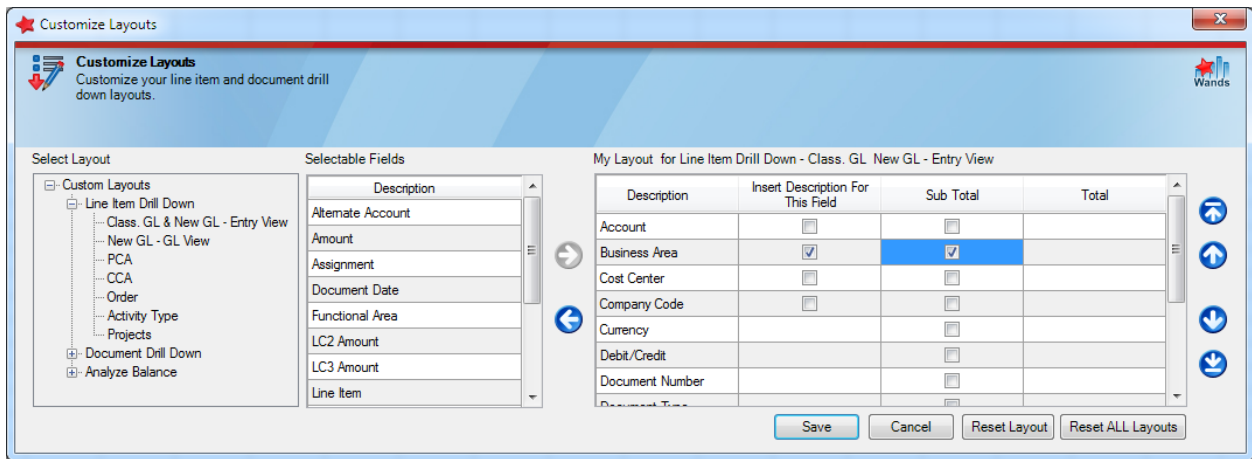 Customize Layouts
Customize Layouts
Customize your line item and document drill
down layouts.
Wands
Select Layout
Custom Layouts
Line Item Drill Down
Class. GL & New GL - Entry View
New GL - GL View
PCA
CCA
Order
Activity Type
Projects
Document Drill Down
Analyze Balance
Selectable Fields
Description
Alternate Account
Amount
Assignment
Document Date
Functional Area
LC2 Amount
LC3 Amount
Line Item
My Layout for Line Item Drill Down - Class. GL New GL - Entry View
Description
Insert Description For
This Field
Sub Total
Total
Account
Business Area
Cost Center
Company Code
Currency
Debit/Credit
Document Number
Document Type
Save
Cancel
Reset Layout
Reset ALL Layouts